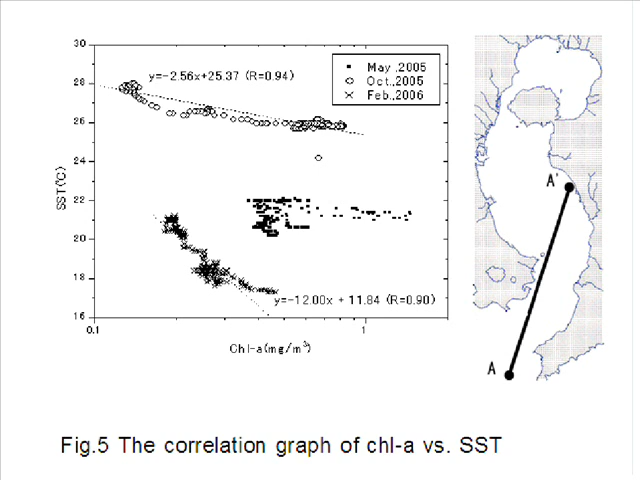 30
28
26
24
22
20
18
16
SST(℃)
y=-2.56x+25.37 (R=0.94)
May.,2005
Oct.,2005
Feb.,2006
y=-12.00x + 11.84 (R=0.90)
0.1
1
Chl-a(mg/m³)
A'
A
Fig.5 The correlation graph of chl-a vs. SST